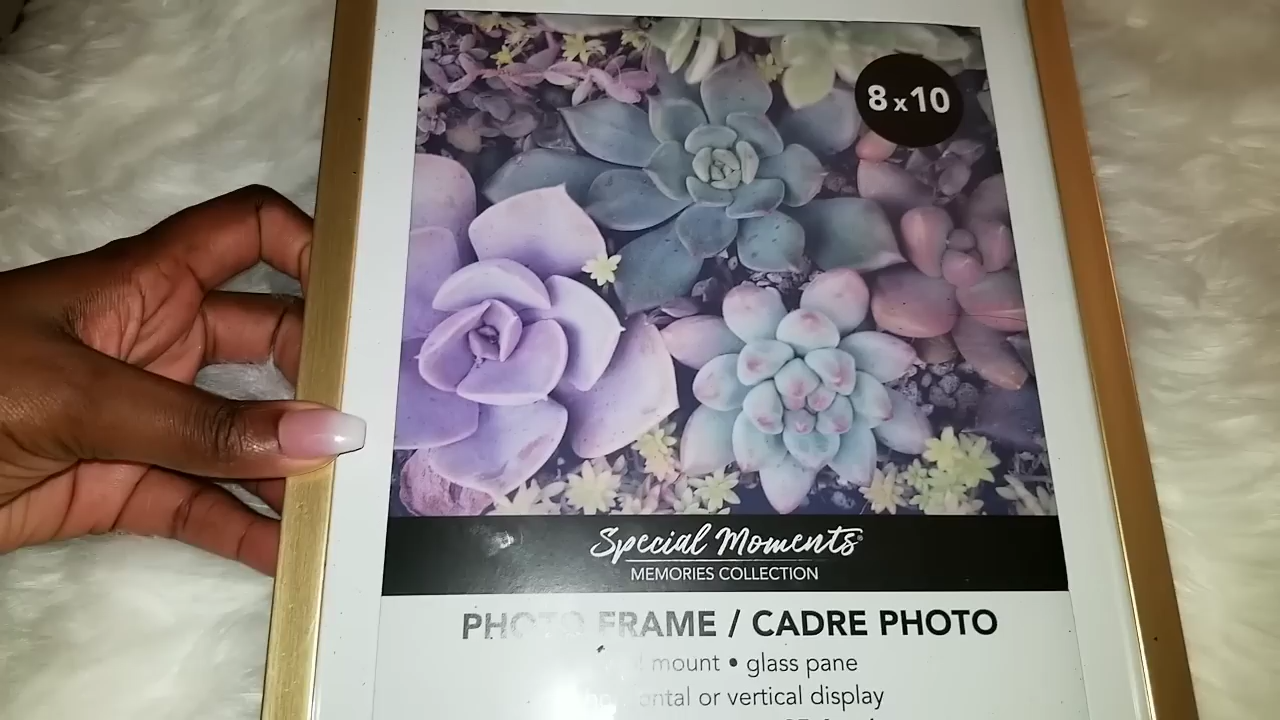 8 x 10
Special Moments®
MEMORIES COLLECTION
PHOTO FRAME / CADRE PHOTO
mount • glass pane
horizontal or vertical display